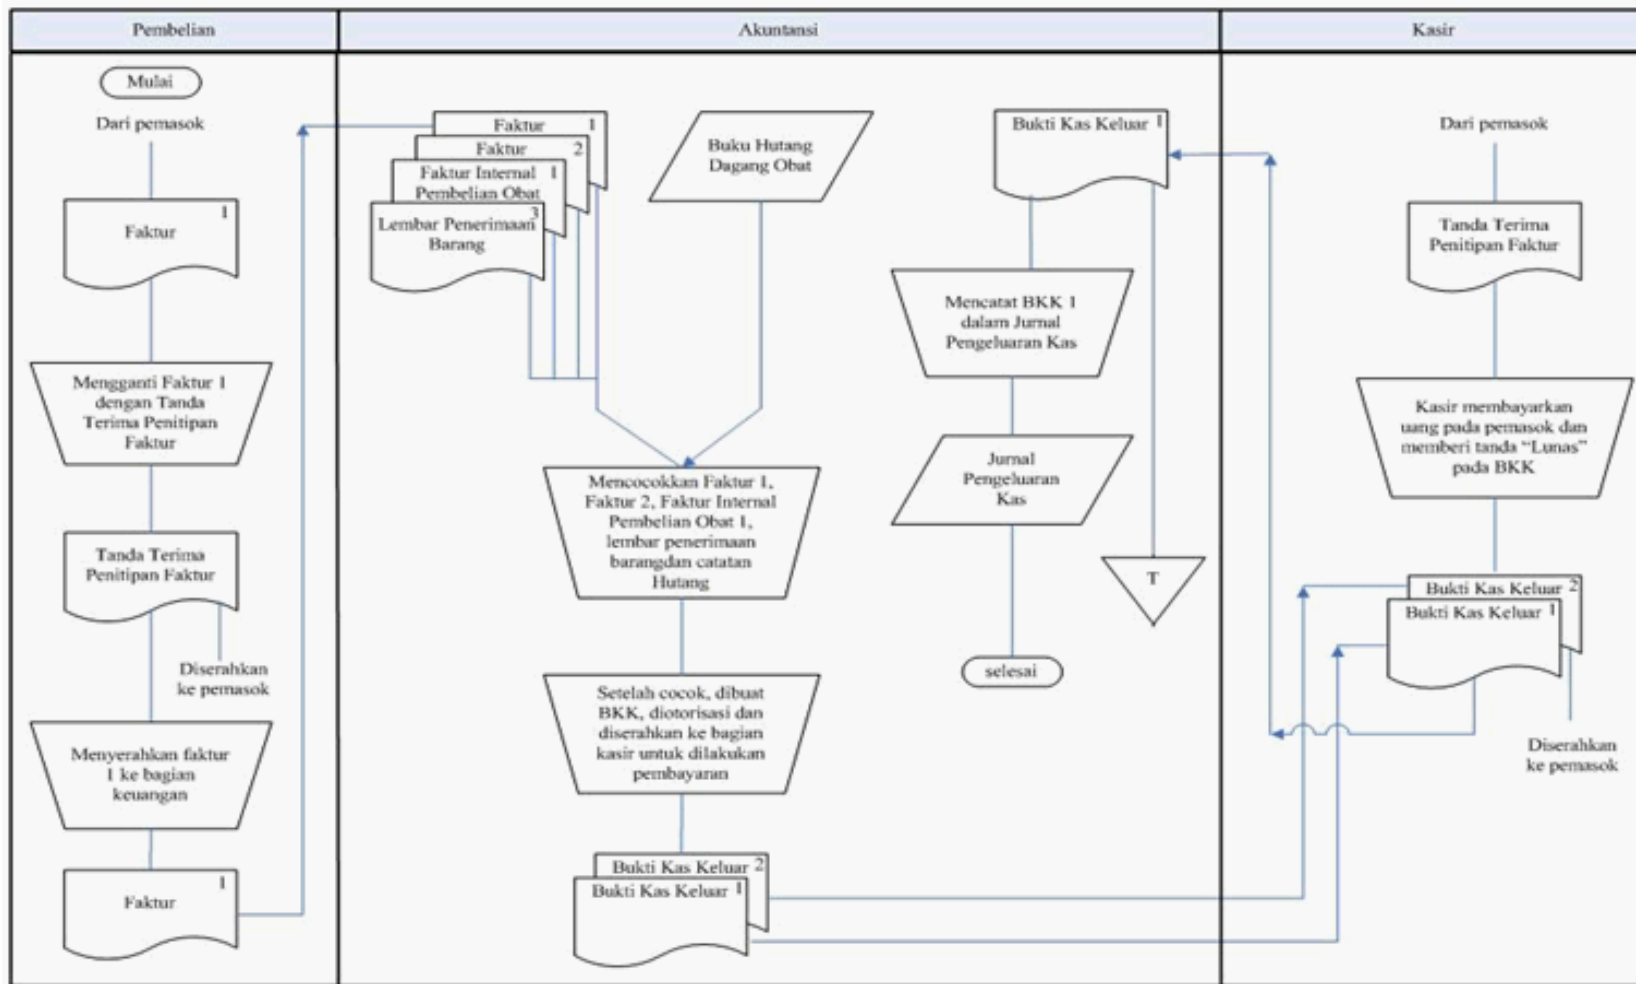 Pembelian
Akuntansi
Kasir
Mulai
Dari pemasok
1
Faktur
Mengganti Faktur 1
dengan Tanda
Terima Penitipan
Faktur
Tanda Terima
Penitipan Faktur
Diserahkan
ke pemasok
Menyerahkan faktur
1 ke bagian
keuangan
1
Faktur
Faktur 1
Faktur 2
Faktur Internal 1
Pembelian Obat
3
Lembar Penerimaan
Barang
Buku Hutang
Dagang Obat
Mencocokkan Faktur 1,
Faktur 2, Faktur Internal
Pembelian Obat 1,
lembar penerimaan
barangdan catatan
Hutang
Setelah cocok, dibuat
BKK, diotorisasi dan
diserahkan ke bagian
kasir untuk dilakukan
pembayaran
Bukti Kas Keluar 2
Bukti Kas Keluar 1
Bukti Kas Keluar 1
Mencatat BKK 1
dalam Jurnal
Pengeluaran Kas
Jurnal
Pengeluaran
Kas
T
selesai
Dari pemasok
Tanda Terima
Penitipan Faktur
Kasir membayarkan
uang pada pemasok dan
memberi tanda “Lunas”
pada BKK
Bukti Kas Keluar 2
Bukti Kas Keluar 1
Diserahkan
ke pemasok